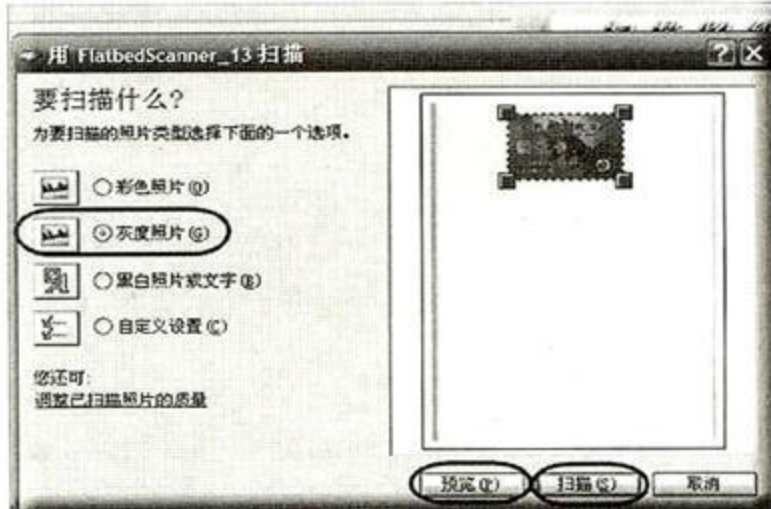 用 FlatbedScanner_13 扫描
要扫描什么?
为要扫描的照片类型选择下面的一个选项。
彩色照片(O)
灰度照片(G)
黑白照片或文字(B)
自定义设置(C)
您还可:
调整已扫描照片的质量
预览(P)
扫描(S)
取消